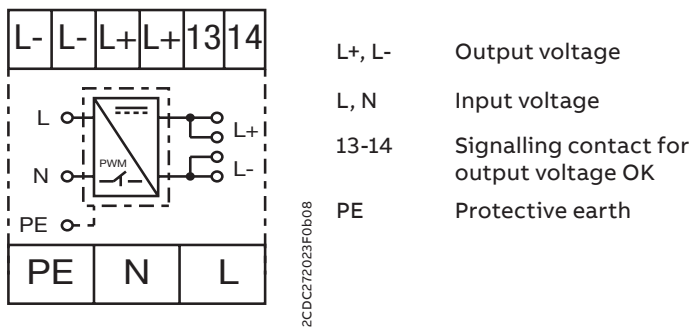 L- L- L+ L+ 13 14
L
L+
PWM
N
L-
PE
PE N L
2CDC272023F0b08
L+, L- Output voltage
L, N Input voltage
13-14 Signalling contact for
output voltage OK
PE Protective earth